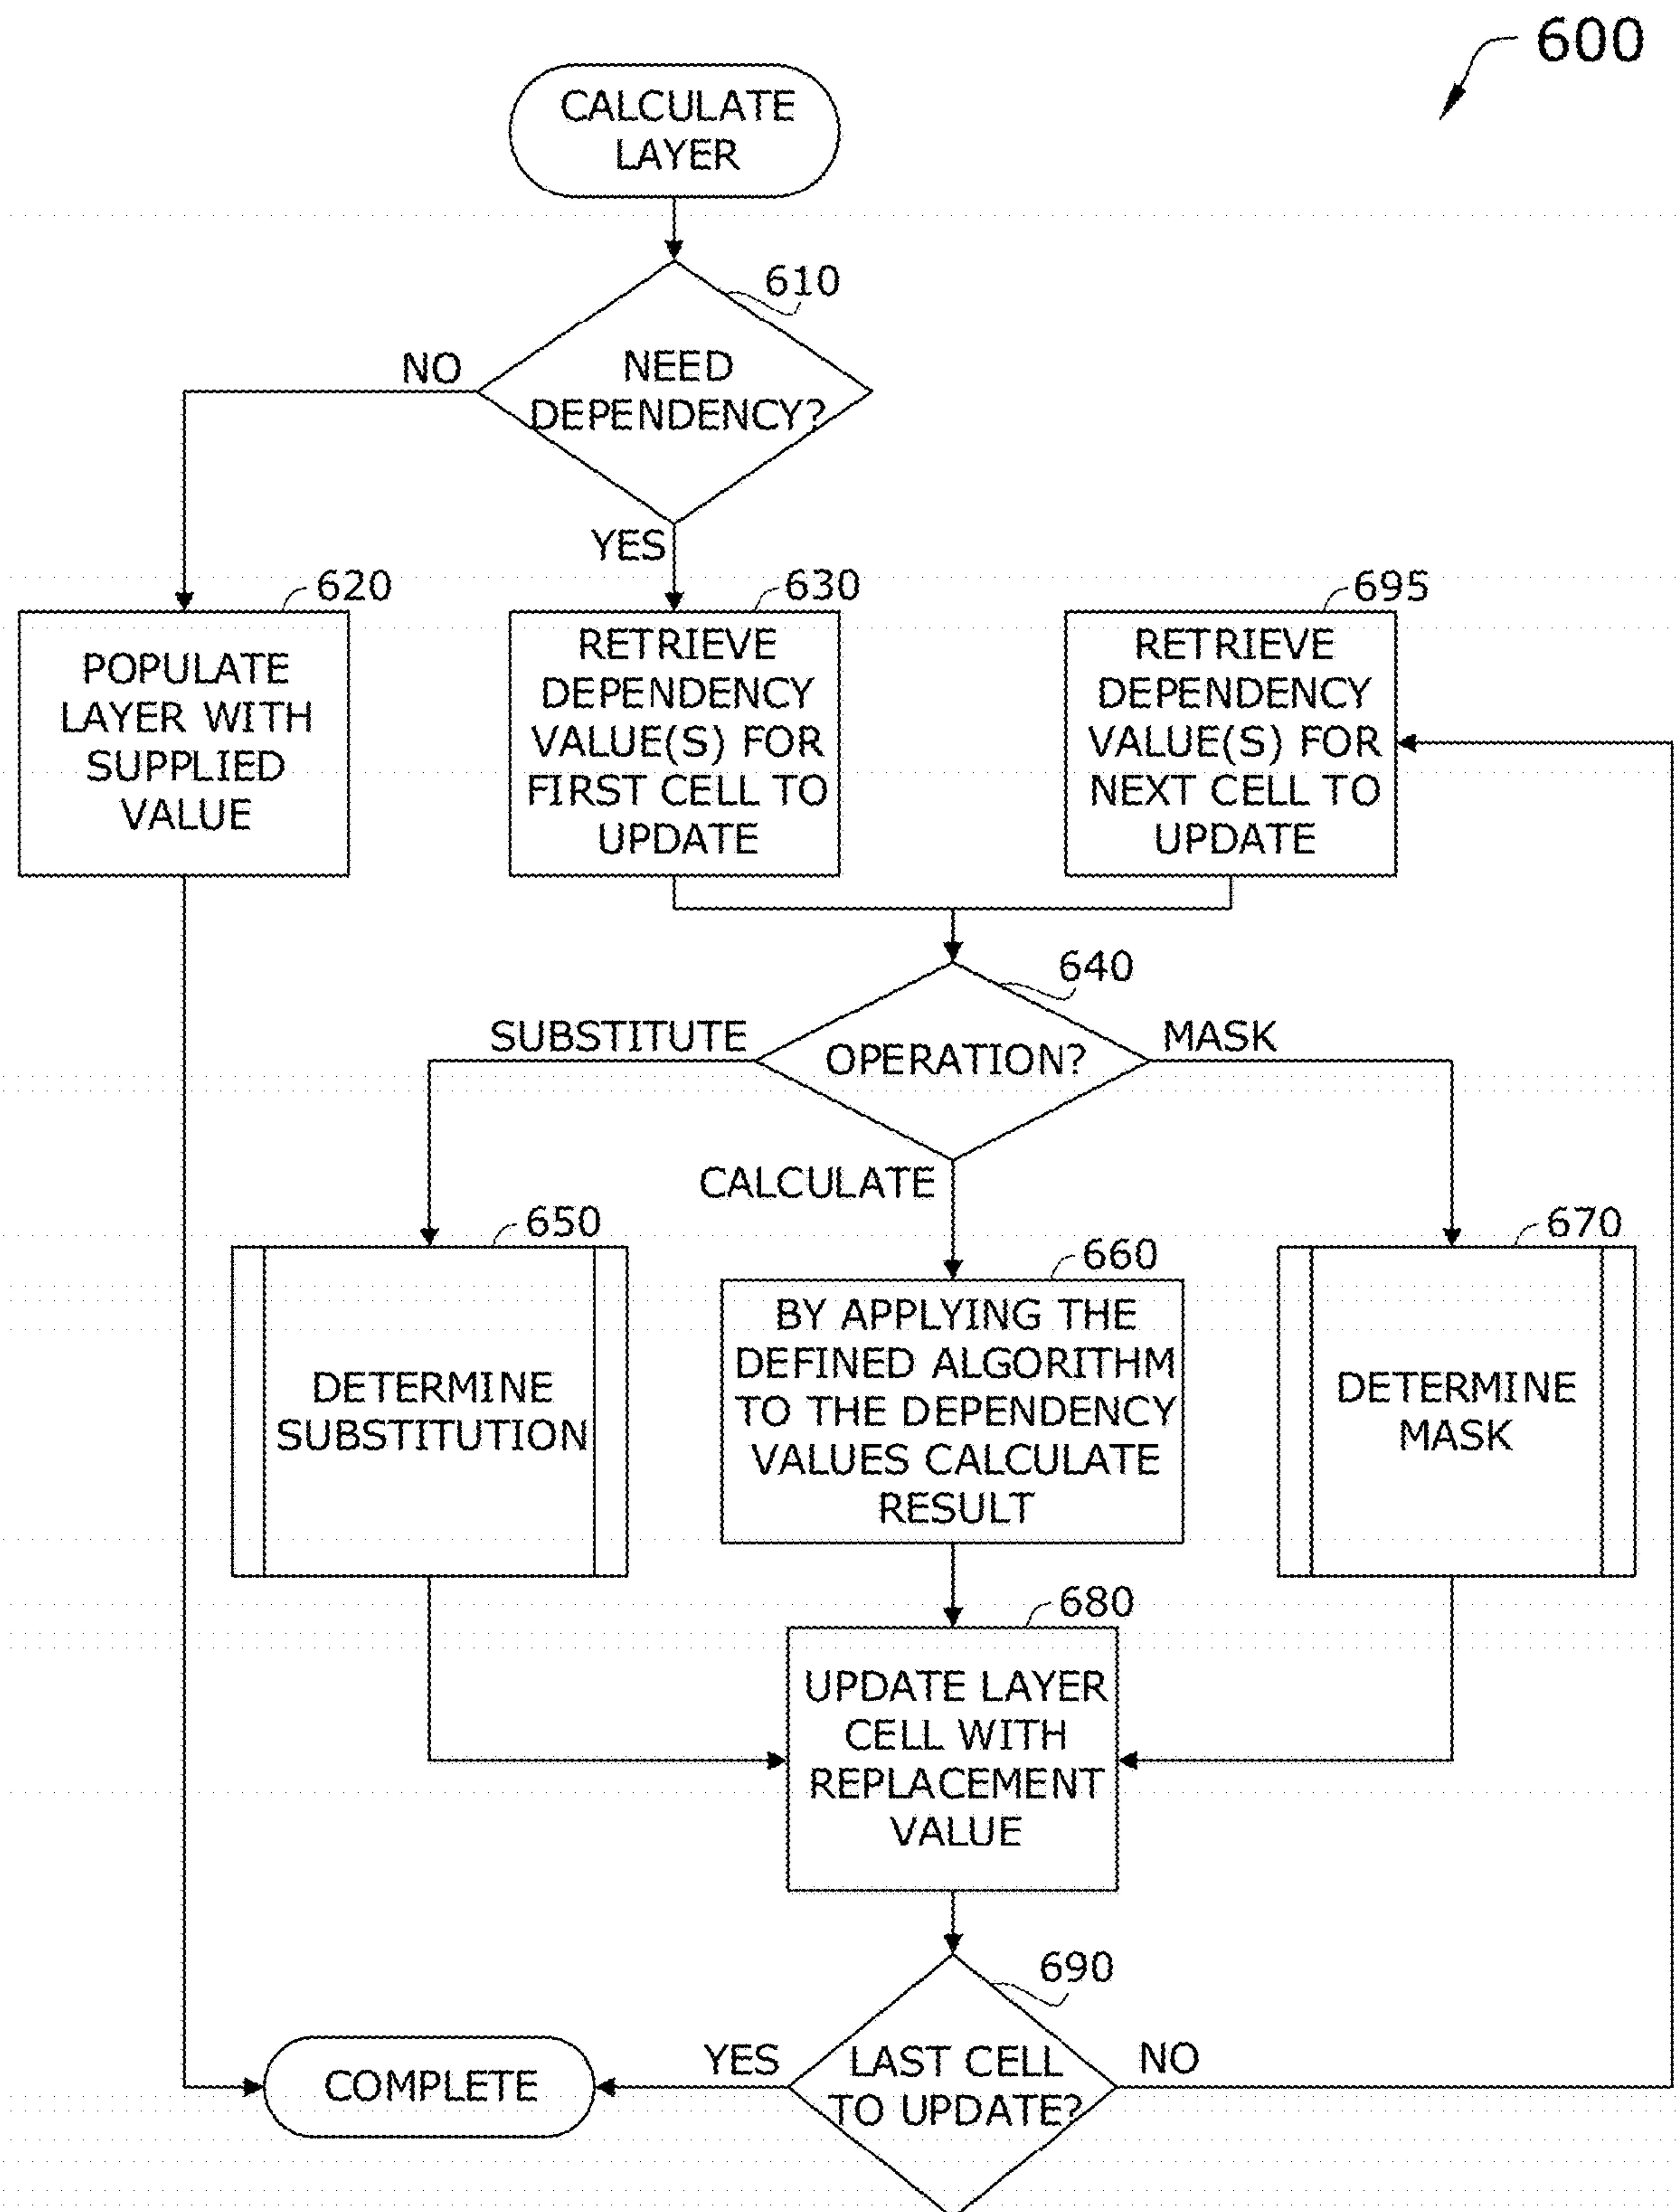 600
CALCULATE
LAYER
610
NO
NEED
DEPENDENCY?
YES
620
630
695
POPULATE
LAYER WITH
SUPPLIED
VALUE
RETRIEVE
DEPENDENCY
VALUE(S) FOR
FIRST CELL TO
UPDATE
RETRIEVE
DEPENDENCY
VALUE(S) FOR
NEXT CELL TO
UPDATE
640
SUBSTITUTE
OPERATION?
MASK
CALCULATE
650
660
670
DETERMINE
SUBSTITUTION
BY APPLYING THE
DEFINED ALGORITHM
TO THE DEPENDENCY
VALUES CALCULATE
RESULT
DETERMINE
MASK
680
UPDATE LAYER
CELL WITH
REPLACEMENT
VALUE
690
COMPLETE
YES
LAST CELL
TO UPDATE?
NO